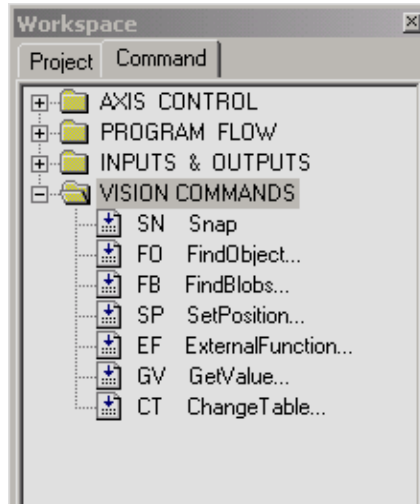 Workspace
Project Command
AXIS CONTROL
PROGRAM FLOW
INPUTS & OUTPUTS
VISION COMMANDS
SN Snap
FO FindObject...
FB FindBlobs...
SP SetPosition...
EF ExternalFunction...
GV GetValue...
CT ChangeTable...